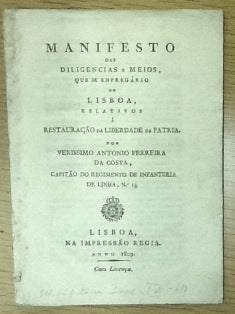 MANIFESTO
DAS
DILIGENCIAS E MEIOS,
QUE SE EMPREGÁRÃO
EM
LISBOA,
RELATIVOS
Á
RESTAURAÇÃO DA LIBERDADE DA PATRIA.
POR
VERISSIMO ANTONIO FERREIRA
DA COSTA,
CAPITÃO DO REGIMENTO DE INFANTERIA
DE LINHA, N.º 13.
LISBOA,
NA IMPRESSÃO REGIA.
ANNO 1809.
Com Licença.